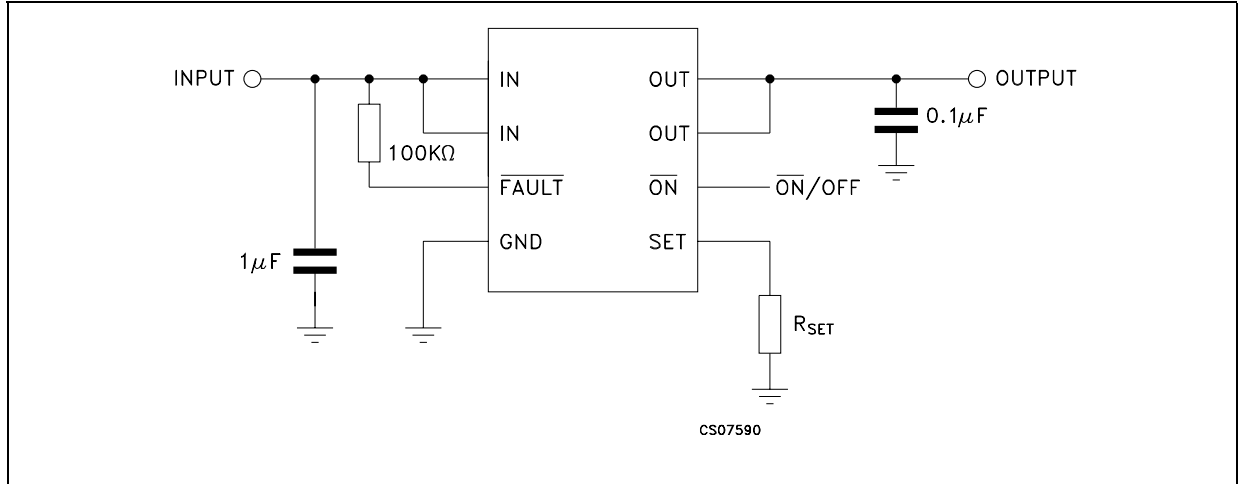 INPUT
IN
OUT
OUTPUT
0.1μF
IN
OUT
100KΩ
FAULT
ON
ON/OFF
GND
SET
1μF
RSET
CS07590